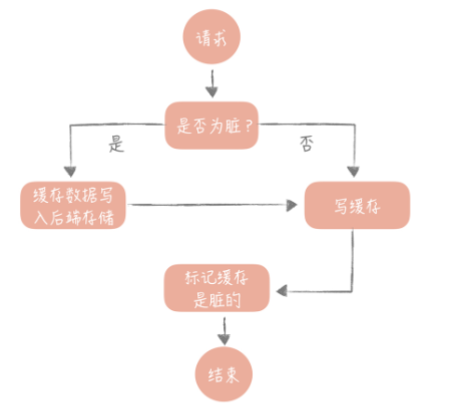 请求
是否为脏？
是
否
缓存数据写
入后端存储
写缓存
标记缓存
是脏的
结束